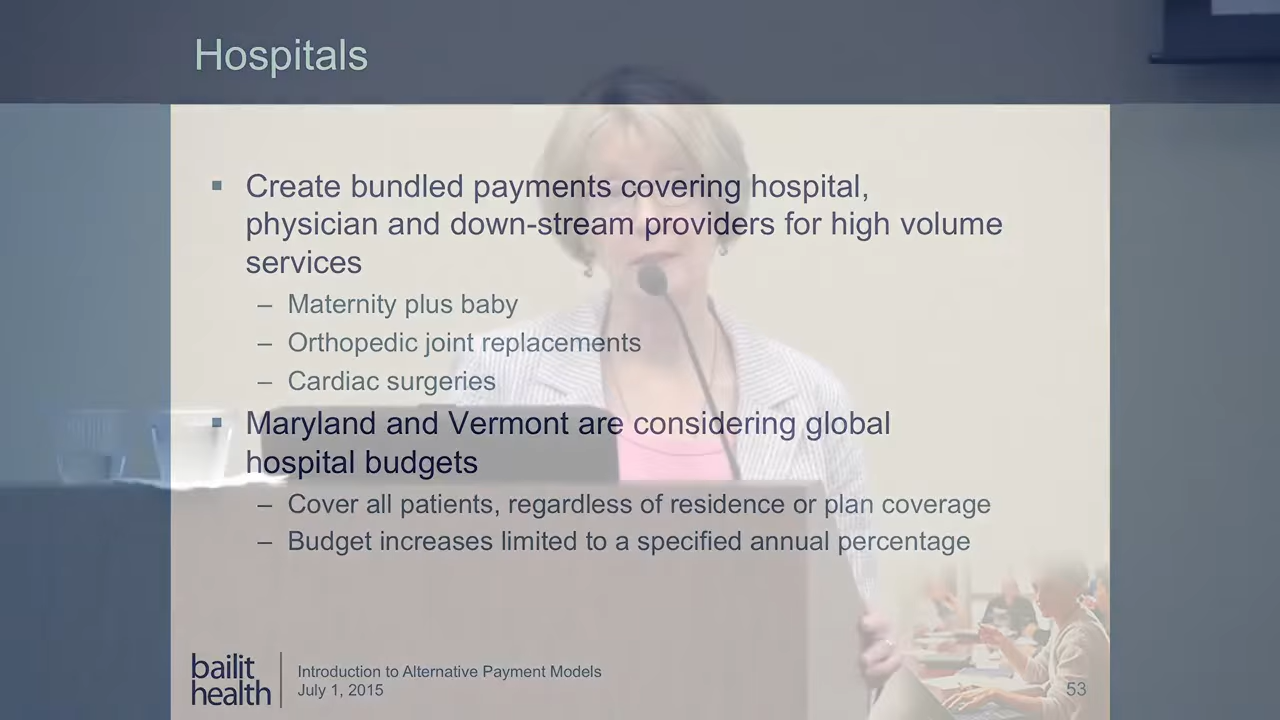 Hospitals
▪ Create bundled payments covering hospital,
physician and down-stream providers for high volume
services
– Maternity plus baby
– Orthopedic joint replacements
– Cardiac surgeries
▪ Maryland and Vermont are considering global
hospital budgets
– Cover all patients, regardless of residence or plan coverage
– Budget increases limited to a specified annual percentage
bailit
health
Introduction to Alternative Payment Models
July 1, 2015
53